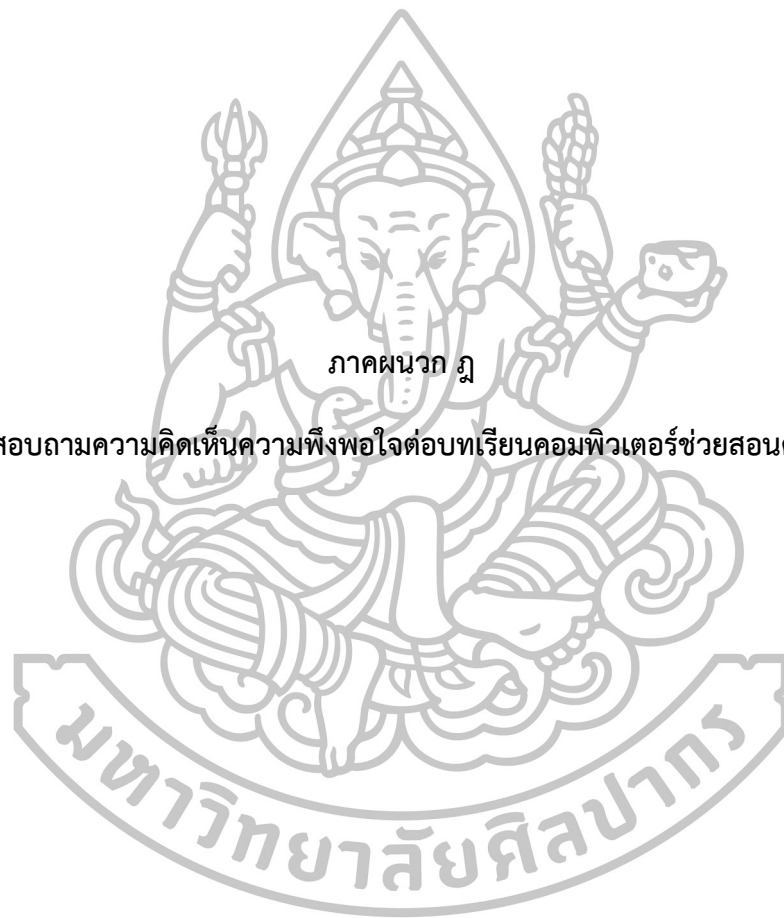 ภาคผนวก ฎ
สอบถามความคิดเห็นความพึงพอใจต่อบทเรียนคอมพิวเตอร์ช่วยสอน
มหาวิทยาลัยศิลปากร